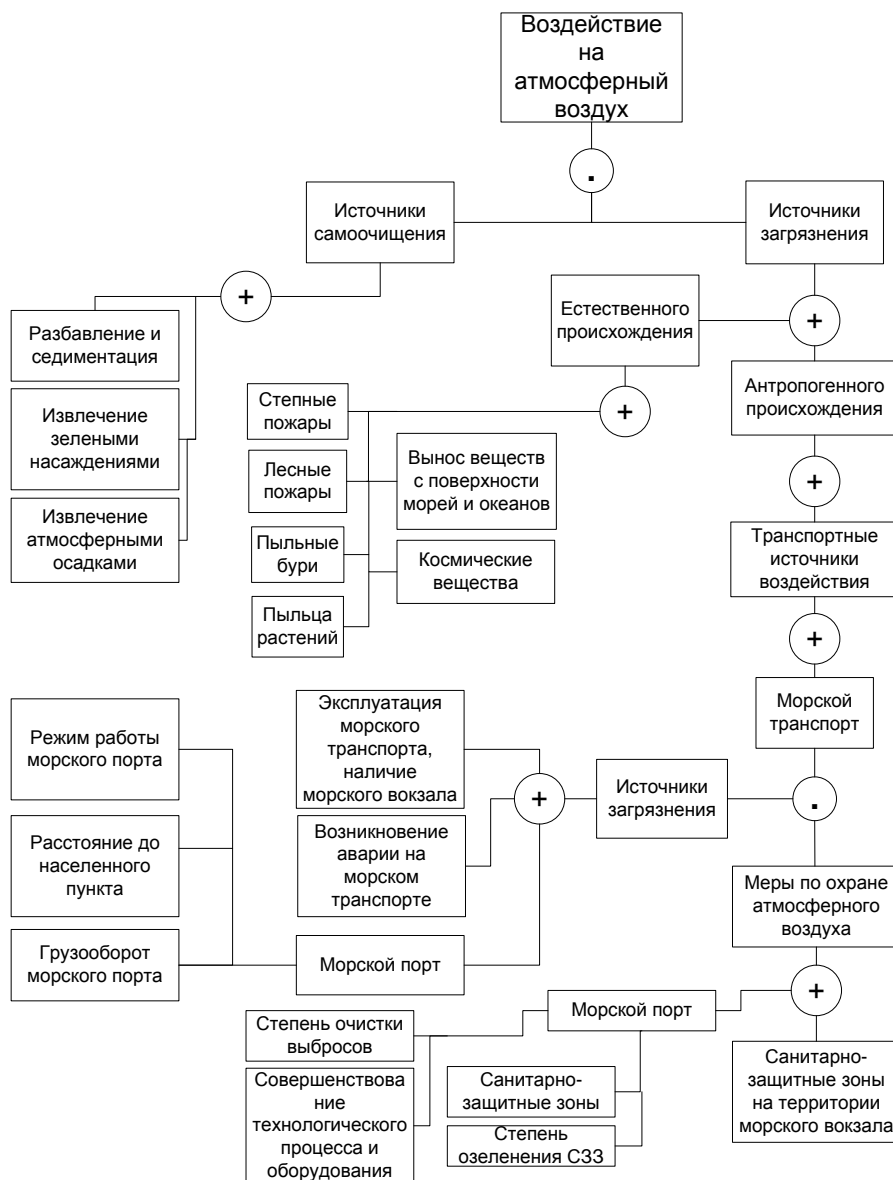 Воздействие
на
атмосферный
воздух
.
Источники
самоочищения
Источники
загрязнения
+
Разбавление и
седиментация
Извлечение
зелеными
насаждениями
Извлечение
атмосферными
осадками
Естественного
происхождения
+
Антропогенного
происхождения
+
Степные
пожары
Лесные
пожары
Пыльные
бури
Пыльца
растений
Вынос веществ
с поверхности
морей и океанов
Космические
вещества
+
Транспортные
источники
воздействия
+
Морской
транспорт
.
Источники
загрязнения
+
Эксплуатация
морского
транспорта,
наличие
морского вокзала
Возникновение
аварии на
морском
транспорте
Морской порт
Режим работы
морского порта
Расстояние до
населенного
пункта
Грузооборот
морского порта
Меры по охране
атмосферного
воздуха
+
Морской порт
Степень очистки
выбросов
Совершенствова
ние
технологического
процесса и
оборудования
Санитарно-
защитные зоны
Степень
озеленения СЗЗ
Санитарно-
защитные зоны
на территории
морского вокзала